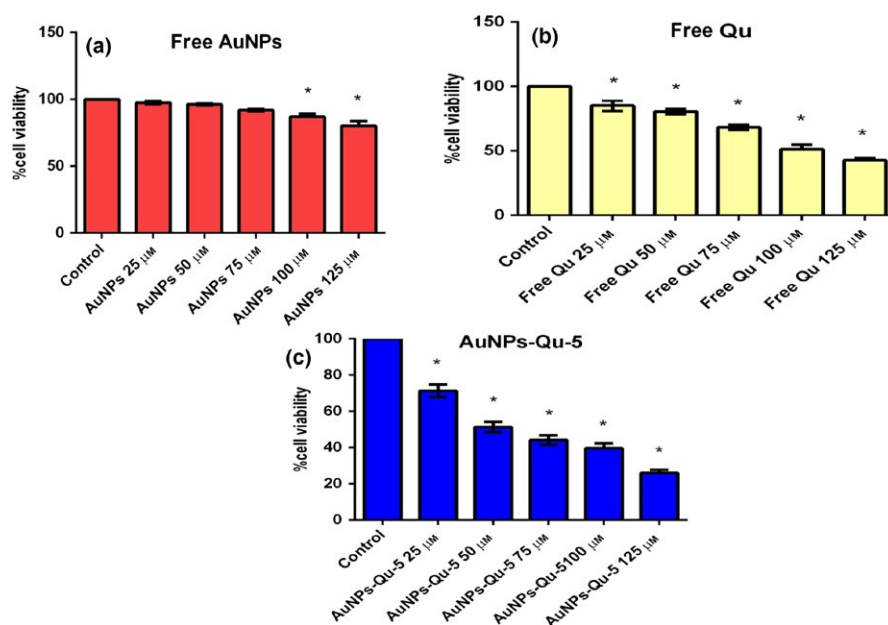 (a)
Free AuNPs
150
100
50
0
%cell viability
*
*
Control
AuNPs 25 µM
AuNPs 50 µM
AuNPs 75 µM
AuNPs 100 µM
AuNPs 125 µM
(b)
Free Qu
150
100
50
0
%cell viability
*
*
*
*
*
Control
Free Qu 25 µM
Free Qu 50 µM
Free Qu 75 µM
Free Qu 100 µM
Free Qu 125 µM
(c)
AuNPs-Qu-5
100
80
60
40
20
0
%cell viability
*
*
*
*
*
Control
AuNPs-Qu-5 25 µM
AuNPs-Qu-5 50 µM
AuNPs-Qu-5 75 µM
AuNPs-Qu-5100 µM
AuNPs-Qu-5 125 µM